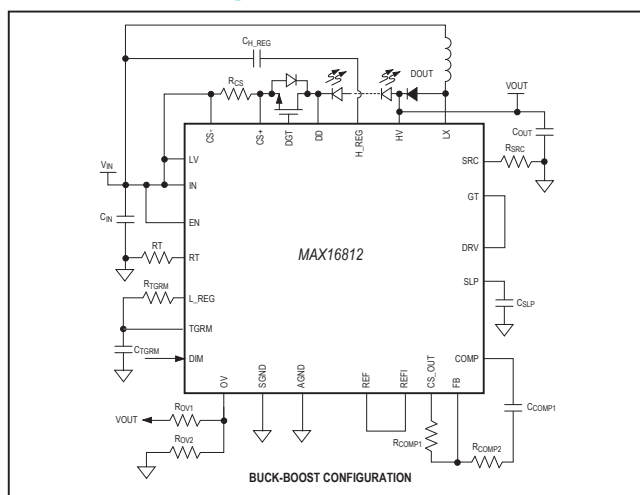 CH_REG
RCS
DOUT
VOUT
COUT
CS-
CS+
DGT
DD
H_REG
HV
LX
RSRC
VIN
LV
IN
EN
SRC
GT
DRV
CIN
RT
RT
MAX16812
RTGRM
L_REG
SLP
CSLP
TGRM
CTGRM
DIM
COMP
OV
SGND
AGND
REF
REFI
CS_OUT
FB
CCOMP1
VOUT
ROV1
ROV2
RCOMP1
RCOMP2
BUCK-BOOST CONFIGURATION